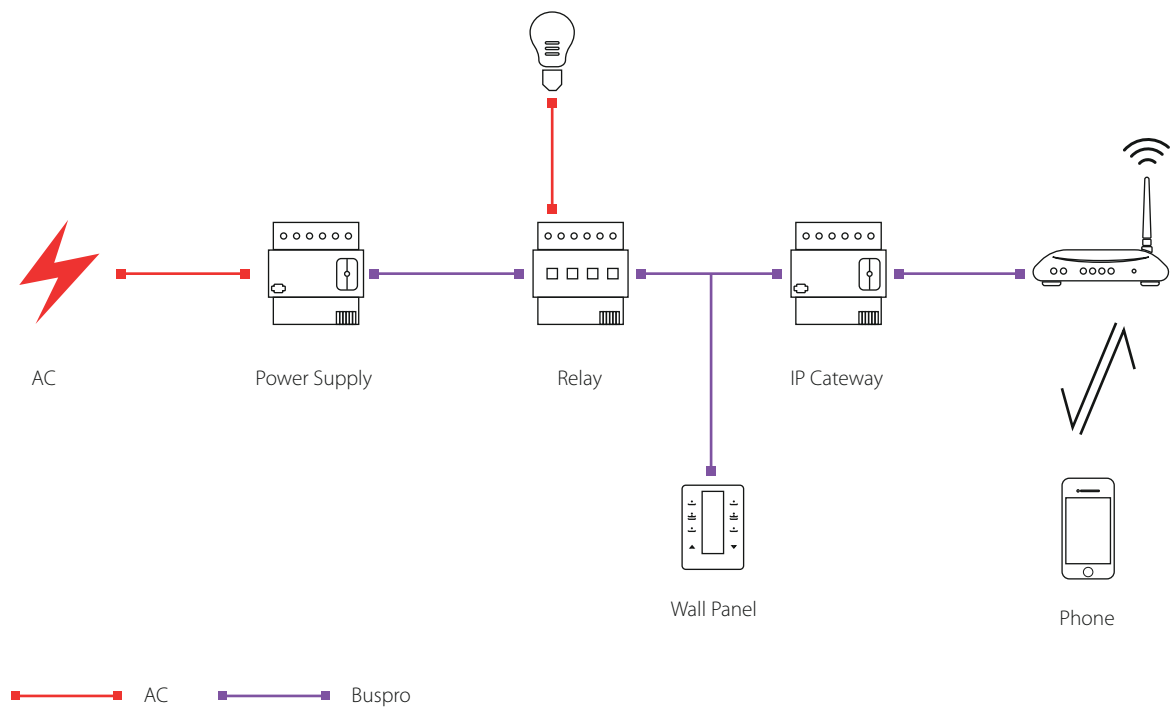 AC
Power Supply
Relay
IP Cateway
Wall Panel
Phone
AC
Buspro